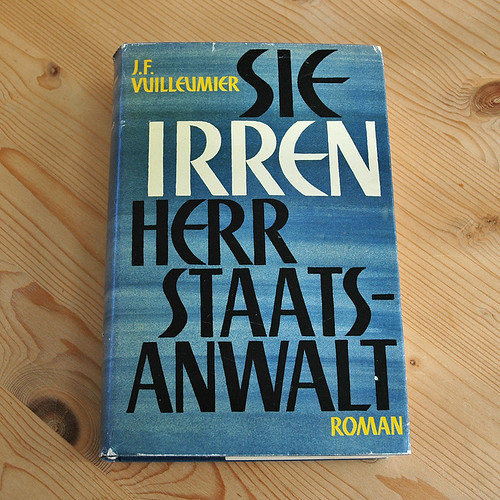 J.F.
VUILLEUMIER
SIE
IRREN
HERR
STAATS-
ANWALT
ROMAN